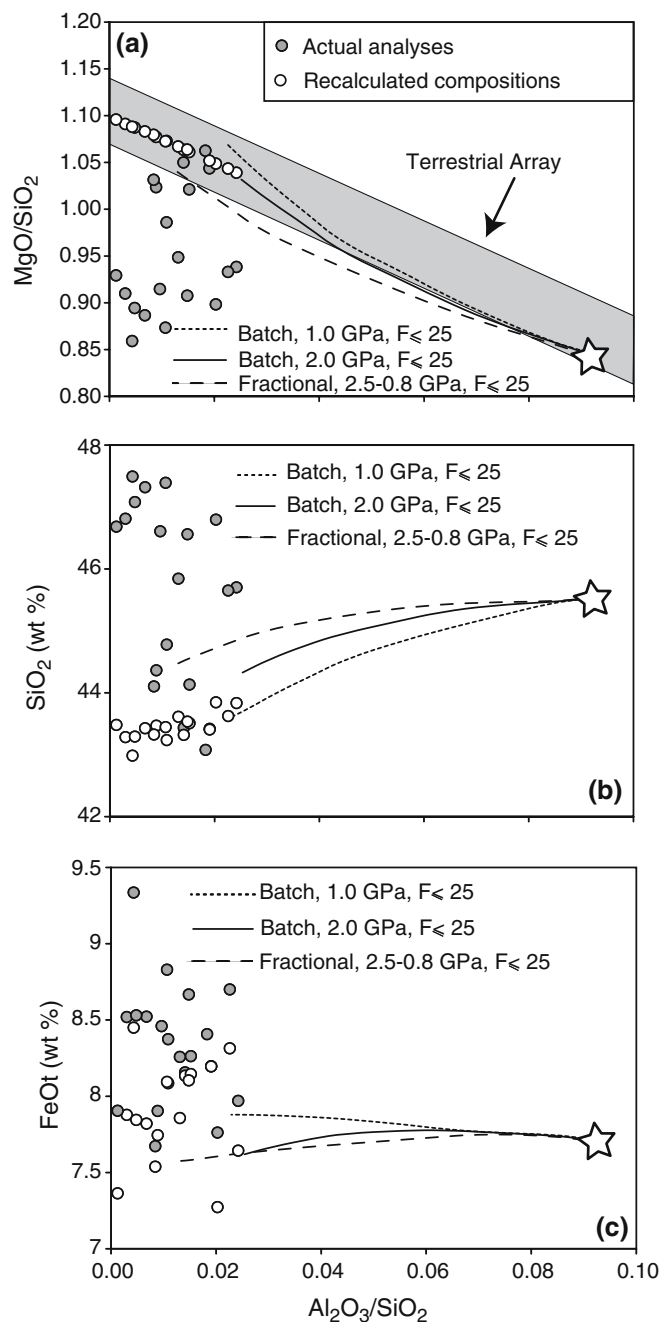 (a)
Actual analyses
Recalculated compositions
Terrestrial Array
MgO/SiO2
1.20
1.15
1.10
1.05
1.00
0.95
0.90
0.85
0.80
Batch, 1.0 GPa, F⩽ 25
Batch, 2.0 GPa, F⩽ 25
Fractional, 2.5-0.8 GPa, F⩽ 25
SiO2 (wt %)
48
46
44
42
Batch, 1.0 GPa, F⩽ 25
Batch, 2.0 GPa, F⩽ 25
Fractional, 2.5-0.8 GPa, F⩽ 25
(b)
FeOt (wt %)
9.5
9
8.5
8
7.5
7
Batch, 1.0 GPa, F⩽ 25
Batch, 2.0 GPa, F⩽ 25
Fractional, 2.5-0.8 GPa, F⩽ 25
(c)
0.00 0.02 0.04 0.06 0.08 0.10
Al2O3/SiO2